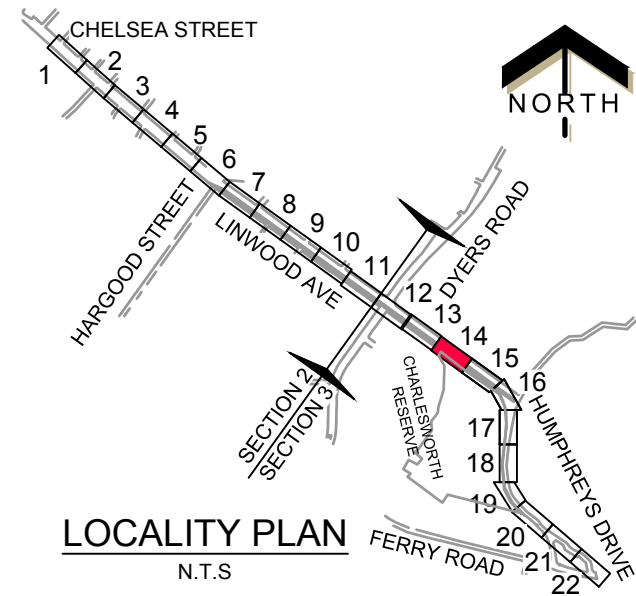 CHELSEA STREET
1
2
3
4
5
6
7
8
9
10
11
12
13
14
15
16
17
18
19
20
21
22
NORTH
HARGOOD STREET
LINWOOD AVE
DYERS ROAD
SECTION 2
SECTION 3
CHARLESWORTH
RESERVE
HUMPHREYS DRIVE
FERRY ROAD
LOCALITY PLAN
N.T.S